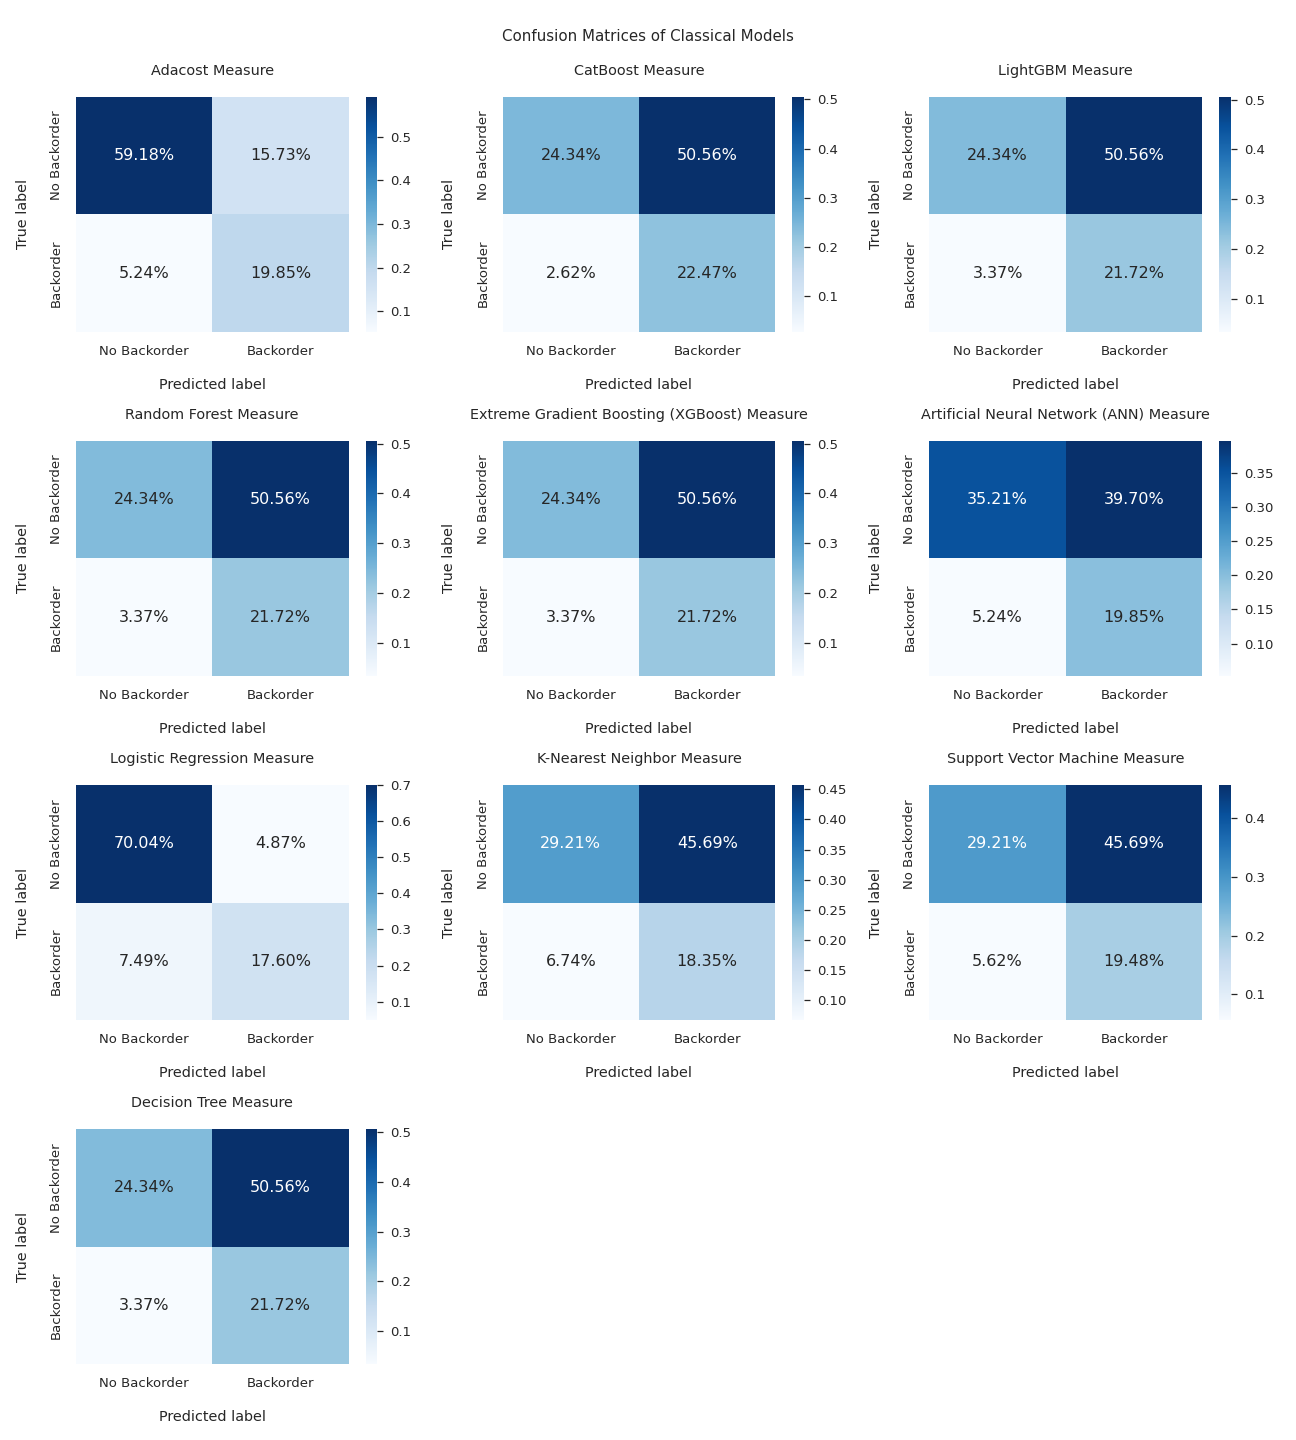 Confusion Matrices of Classical Models
Adacost Measure
True label
No Backorder
Backorder
59.18%
15.73%
5.24%
19.85%
0.5
0.4
0.3
0.2
0.1
No Backorder
Backorder
Predicted label
CatBoost Measure
True label
No Backorder
Backorder
24.34%
50.56%
2.62%
22.47%
0.5
0.4
0.3
0.2
0.1
No Backorder
Backorder
Predicted label
LightGBM Measure
True label
No Backorder
Backorder
24.34%
50.56%
3.37%
21.72%
0.5
0.4
0.3
0.2
0.1
No Backorder
Backorder
Predicted label
Random Forest Measure
True label
No Backorder
Backorder
24.34%
50.56%
3.37%
21.72%
0.5
0.4
0.3
0.2
0.1
No Backorder
Backorder
Predicted label
Extreme Gradient Boosting (XGBoost) Measure
True label
No Backorder
Backorder
24.34%
50.56%
3.37%
21.72%
0.5
0.4
0.3
0.2
0.1
No Backorder
Backorder
Predicted label
Artificial Neural Network (ANN) Measure
True label
No Backorder
Backorder
35.21%
39.70%
5.24%
19.85%
0.35
0.30
0.25
0.20
0.15
0.10
No Backorder
Backorder
Predicted label
Logistic Regression Measure
True label
No Backorder
Backorder
70.04%
4.87%
7.49%
17.60%
0.7
0.6
0.5
0.4
0.3
0.2
0.1
No Backorder
Backorder
Predicted label
K-Nearest Neighbor Measure
True label
No Backorder
Backorder
29.21%
45.69%
6.74%
18.35%
0.45
0.40
0.35
0.30
0.25
0.20
0.15
0.10
No Backorder
Backorder
Predicted label
Support Vector Machine Measure
True label
No Backorder
Backorder
29.21%
45.69%
5.62%
19.48%
0.4
0.3
0.2
0.1
No Backorder
Backorder
Predicted label
Decision Tree Measure
True label
No Backorder
Backorder
24.34%
50.56%
3.37%
21.72%
0.5
0.4
0.3
0.2
0.1
No Backorder
Backorder
Predicted label